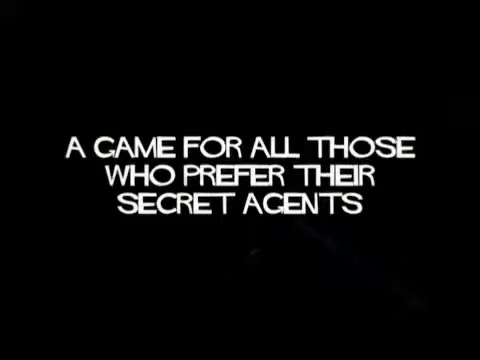 A GAME FOR ALL THOSE
WHO PREFER THEIR
SECRET AGENTS